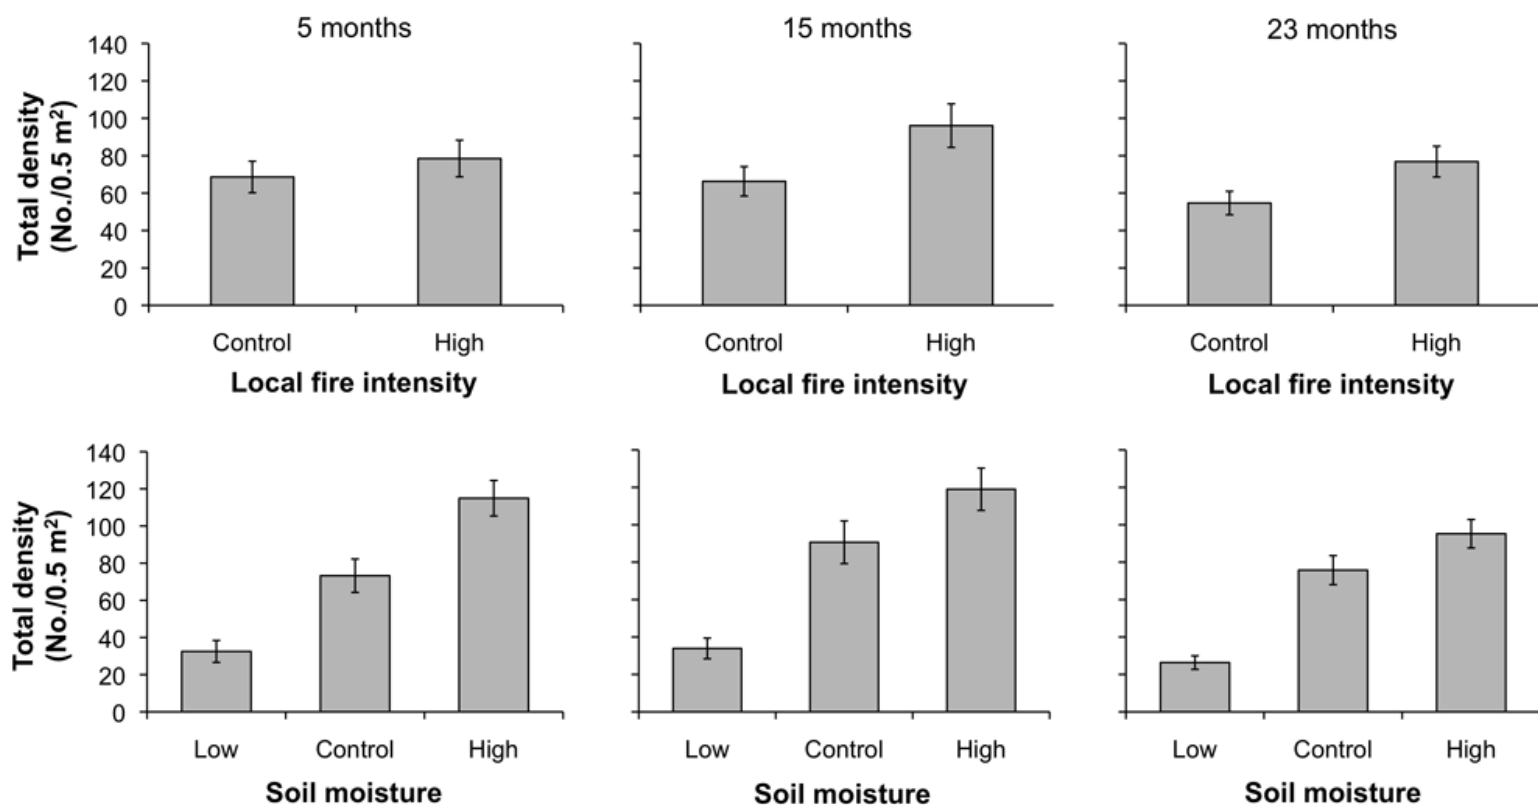 5 months
15 months
23 months
Total density
(No./0.5 m²)
140
120
100
80
60
40
20
0
Control High
Control High
Control High
Local fire intensity
Local fire intensity
Local fire intensity
Total density
(No./0.5 m²)
140
120
100
80
60
40
20
0
Low Control High
Low Control High
Low Control High
Soil moisture
Soil moisture
Soil moisture